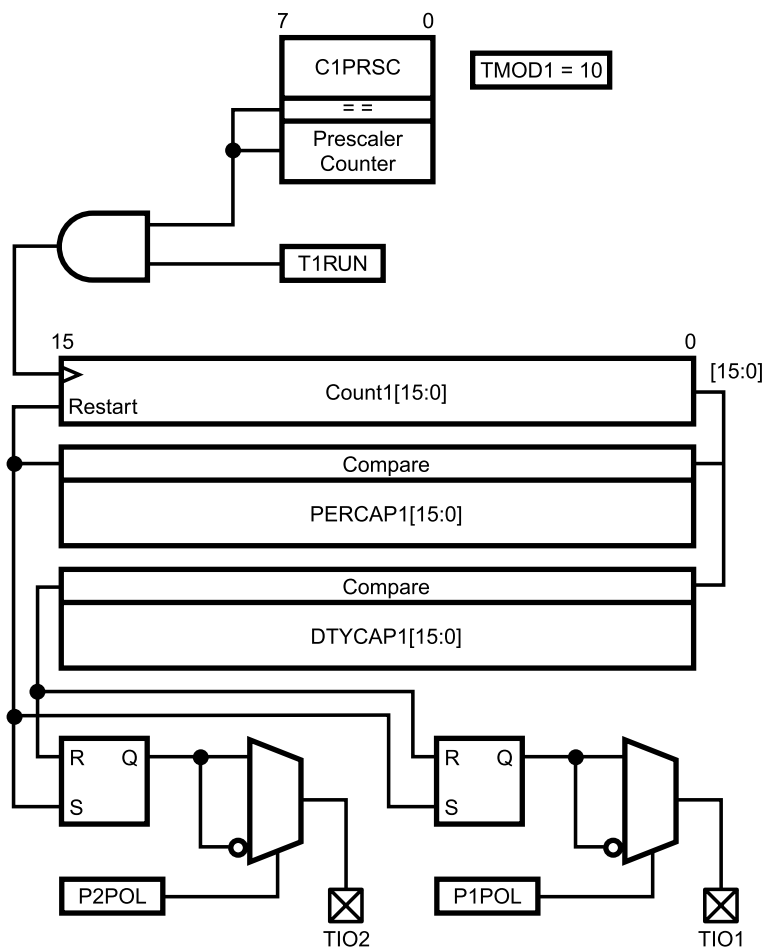 7 0
C1PRSC
TMOD1 = 10
= =
Prescaler
Counter
T1RUN
15 0
[15:0]
Count1[15:0]
Restart
Compare
PERCAP1[15:0]
Compare
DTYCAP1[15:0]
R Q
S
R Q
S
P2POL
P1POL
TIO2
TIO1